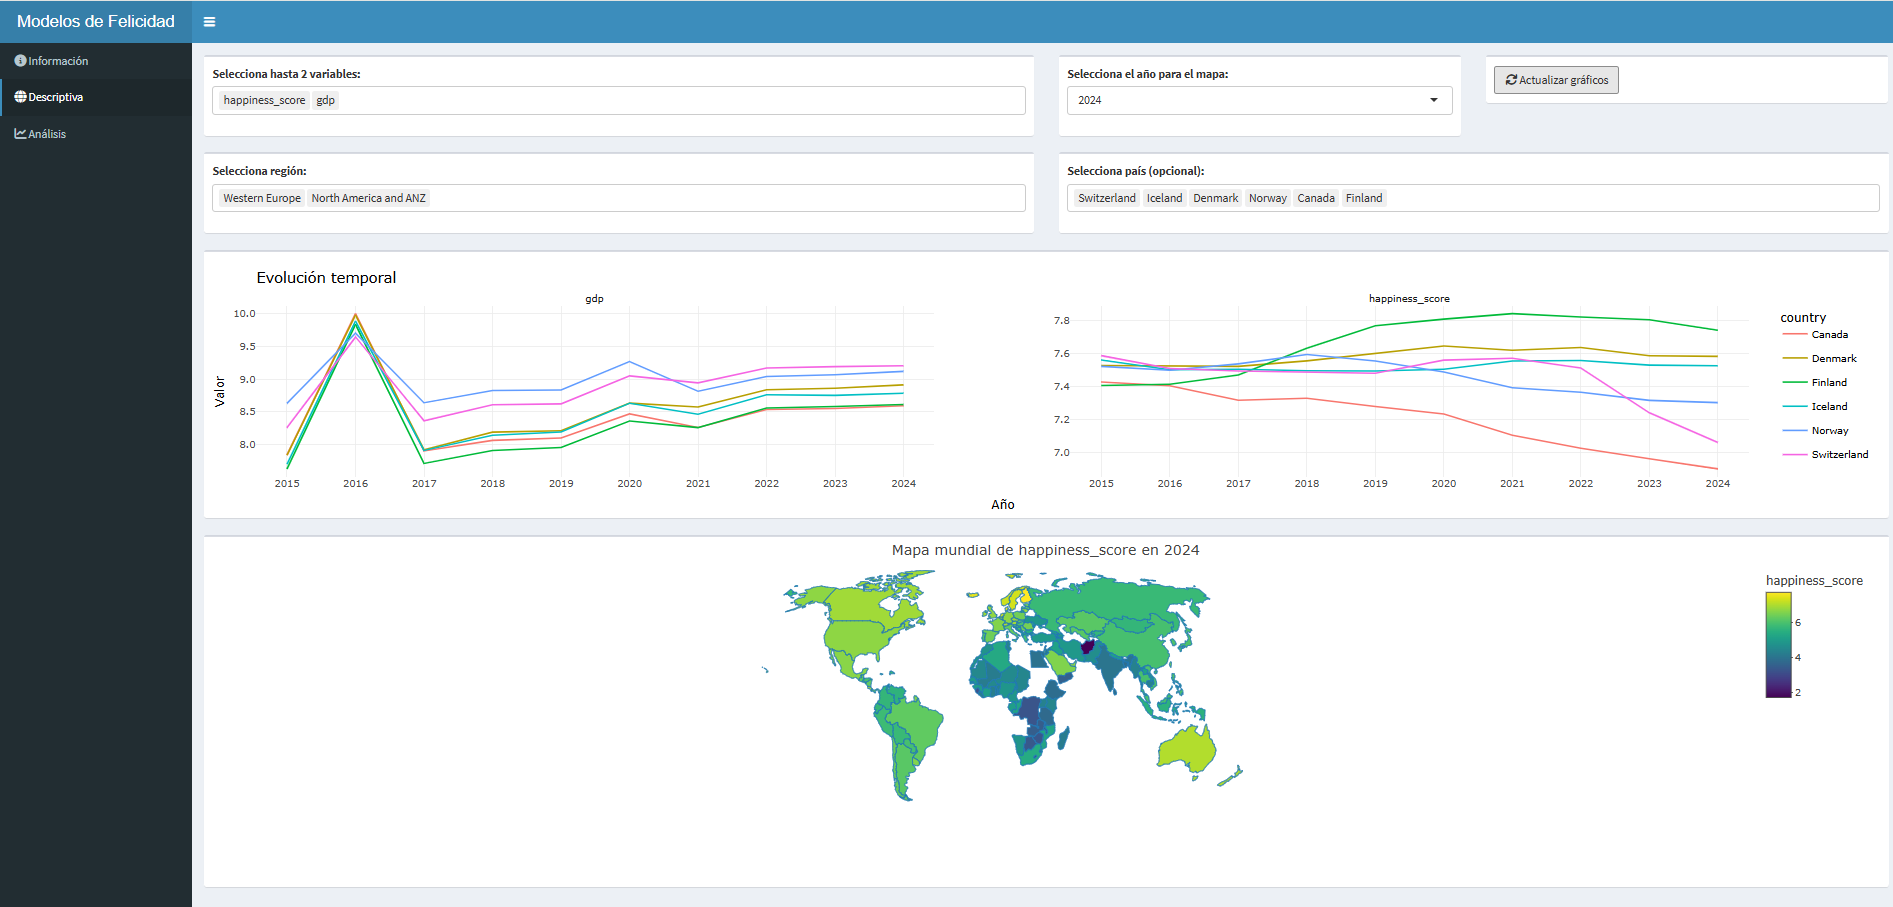 Modelos de Felicidad
Información
Descriptiva
Análisis
Selecciona hasta 2 variables:
happiness_score gdp
Selecciona el año para el mapa:
2024
Actualizar gráficos
Selecciona región:
Western Europe North America and ANZ
Selecciona país (opcional):
Switzerland Iceland Denmark Norway Canada Finland
Evolución temporal
gdp
10.0
9.5
9.0
8.5
8.0
Valor
2015 2016 2017 2018 2019 2020 2021 2022 2023 2024
happiness_score
7.8
7.6
7.4
7.2
7.0
2015 2016 2017 2018 2019 2020 2021 2022 2023 2024
Año
country
Canada
Denmark
Finland
Iceland
Norway
Switzerland
Mapa mundial de happiness_score en 2024
happiness_score
6
4
2